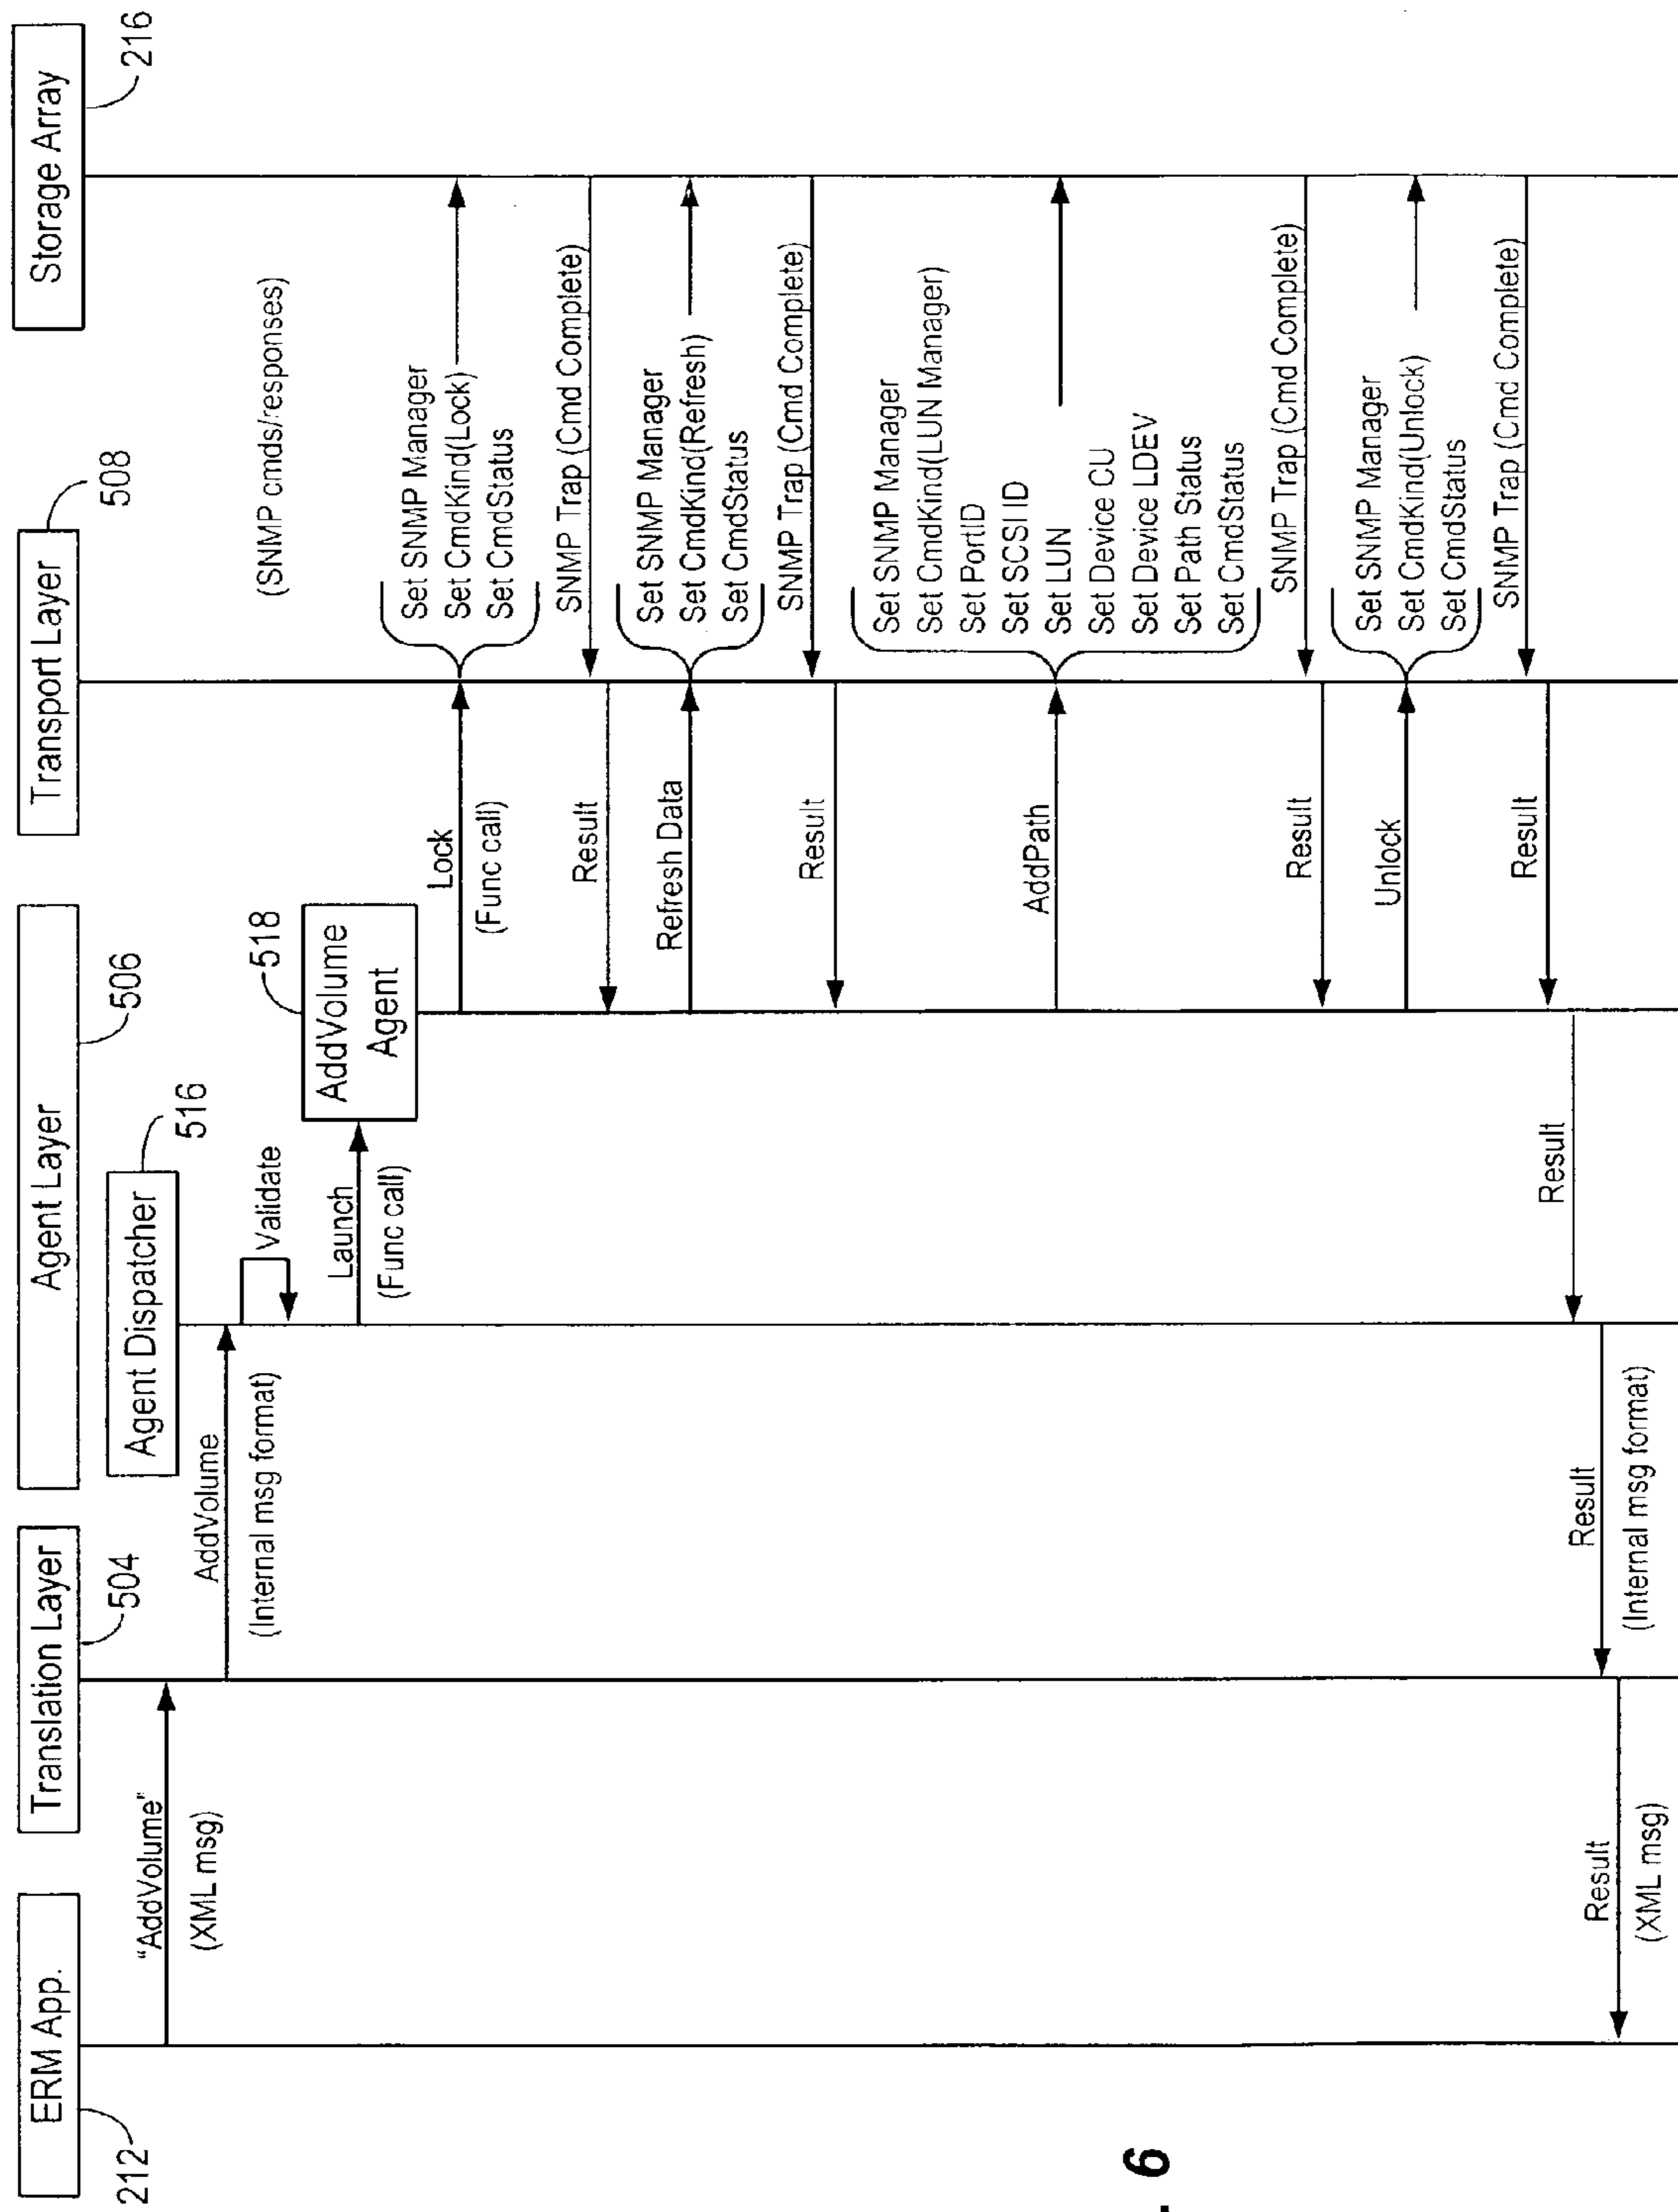 ERM App.
212
Translation Layer
504
Agent Layer
506
Transport Layer
508
Storage Array
216
Agent Dispatcher
516
"AddVolume"
(XML msg)
AddVolume
(Internal msg format)
Validate
Launch
(Func call)
AddVolume
Agent
518
(SNMP cmds/responses)
Lock
(Func call)
Set SNMP Manager
Set CmdKind(Lock)
Set CmdStatus
SNMP Trap (Cmd Complete)
Result
Refresh Data
Set SNMP Manager
Set CmdKind(Refresh)
Set CmdStatus
SNMP Trap (Cmd Complete)
Result
AddPath
Set SNMP Manager
Set CmdKind(LUN Manager)
Set PortID
Set SCSI ID
Set LUN
Set Device CU
Set Device LDEV
Set Path Status
Set CmdStatus
SNMP Trap (Cmd Complete)
Result
Unlock
Set SNMP Manager
Set CmdKind(Unlock)
Set CmdStatus
SNMP Trap (Cmd Complete)
Result
Result
Result
(Internal msg format)
Result
(XML msg)
. 6